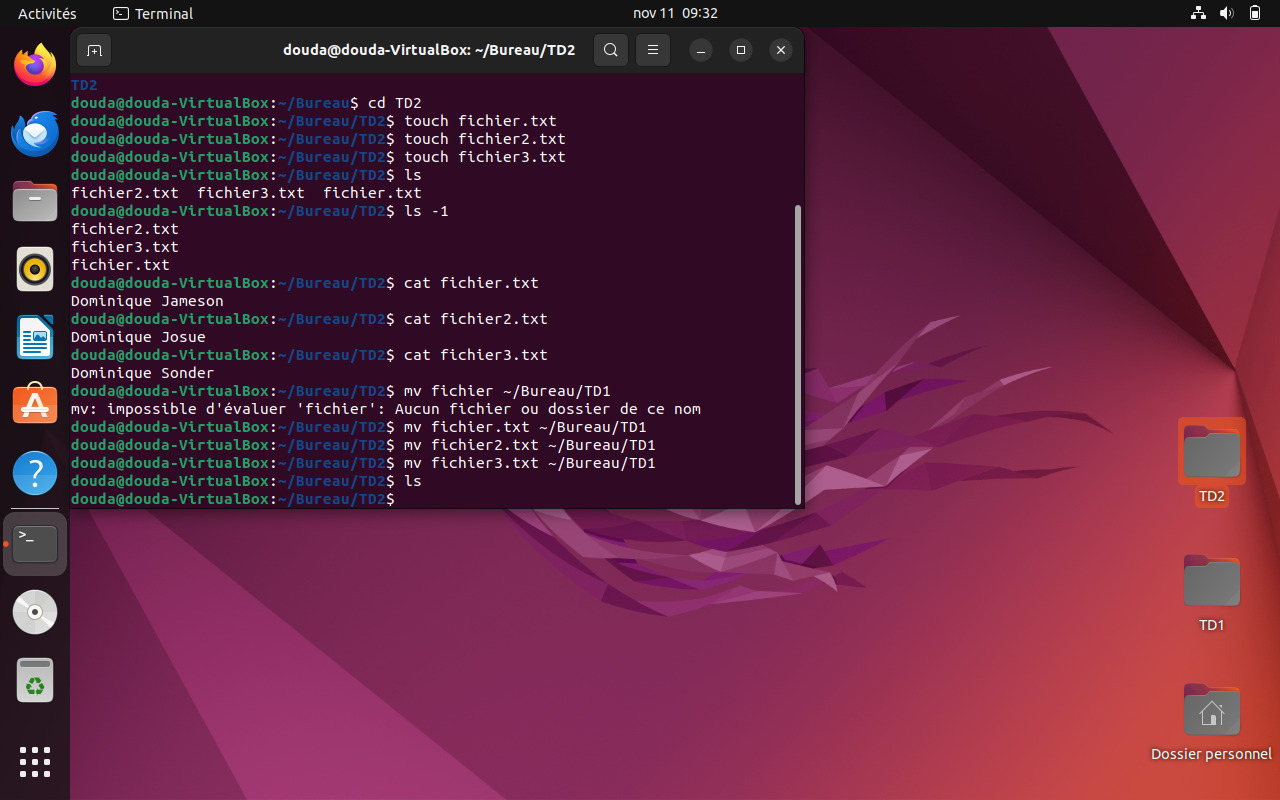 Activités
Terminal
nov 11 09:32
douda@douda-VirtualBox: ~/Bureau/TD2
TD2
douda@douda-VirtualBox:~/Bureau$ cd TD2
douda@douda-VirtualBox:~/Bureau/TD2$ touch fichier.txt
douda@douda-VirtualBox:~/Bureau/TD2$ touch fichier2.txt
douda@douda-VirtualBox:~/Bureau/TD2$ touch fichier3.txt
douda@douda-VirtualBox:~/Bureau/TD2$ ls
fichier2.txt  fichier3.txt  fichier.txt
douda@douda-VirtualBox:~/Bureau/TD2$ ls -1
fichier2.txt
fichier3.txt
fichier.txt
douda@douda-VirtualBox:~/Bureau/TD2$ cat fichier.txt
Dominique Jameson
douda@douda-VirtualBox:~/Bureau/TD2$ cat fichier2.txt
Dominique Josue
douda@douda-VirtualBox:~/Bureau/TD2$ cat fichier3.txt
Dominique Sonder
douda@douda-VirtualBox:~/Bureau/TD2$ mv fichier ~/Bureau/TD1
mv: impossible d'évaluer 'fichier': Aucun fichier ou dossier de ce nom
douda@douda-VirtualBox:~/Bureau/TD2$ mv fichier.txt ~/Bureau/TD1
douda@douda-VirtualBox:~/Bureau/TD2$ mv fichier2.txt ~/Bureau/TD1
douda@douda-VirtualBox:~/Bureau/TD2$ mv fichier3.txt ~/Bureau/TD1
douda@douda-VirtualBox:~/Bureau/TD2$ ls
douda@douda-VirtualBox:~/Bureau/TD2$
TD2
TD1
Dossier personnel